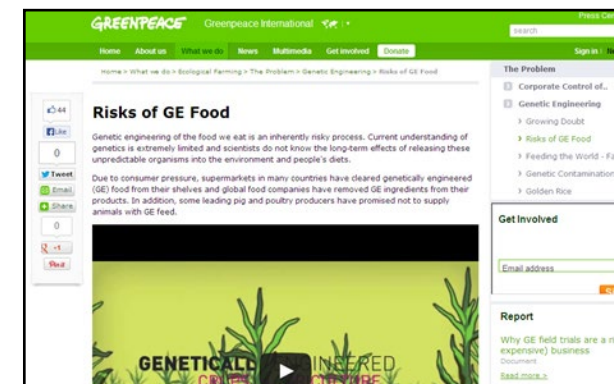 GREENPEACE
Greenpeace International
Press Cen
search
Home About us What we do News Multimedia Get involved Donate
Sign in |
Home > What we do > Ecological Farming > The Problem > Genetic Engineering > Risks of GE Food
44
Like
0
Tweet
Email
Share
0
+1
Pin it
Risks of GE Food
Genetic engineering of the food we eat is an inherently risky process. Current understanding of
genetics is extremely limited and scientists do not know the long-term effects of releasing these
unpredictable organisms into the environment and people's diets.
Due to consumer pressure, supermarkets in many countries have cleared genetically engineered
(GE) food from their shelves and global food companies have removed GE ingredients from their
products. In addition, some leading pig and poultry producers have promised not to supply
animals with GE feed.
The Problem
Corporate Control of..
Genetic Engineering
Growing Doubt
Risks of GE Food
Feeding the World - Fa
Genetic Contamination
Golden Rice
Get Involved
Email address
Report
Why GE field trials are a
expensive) business
Document
Read more >